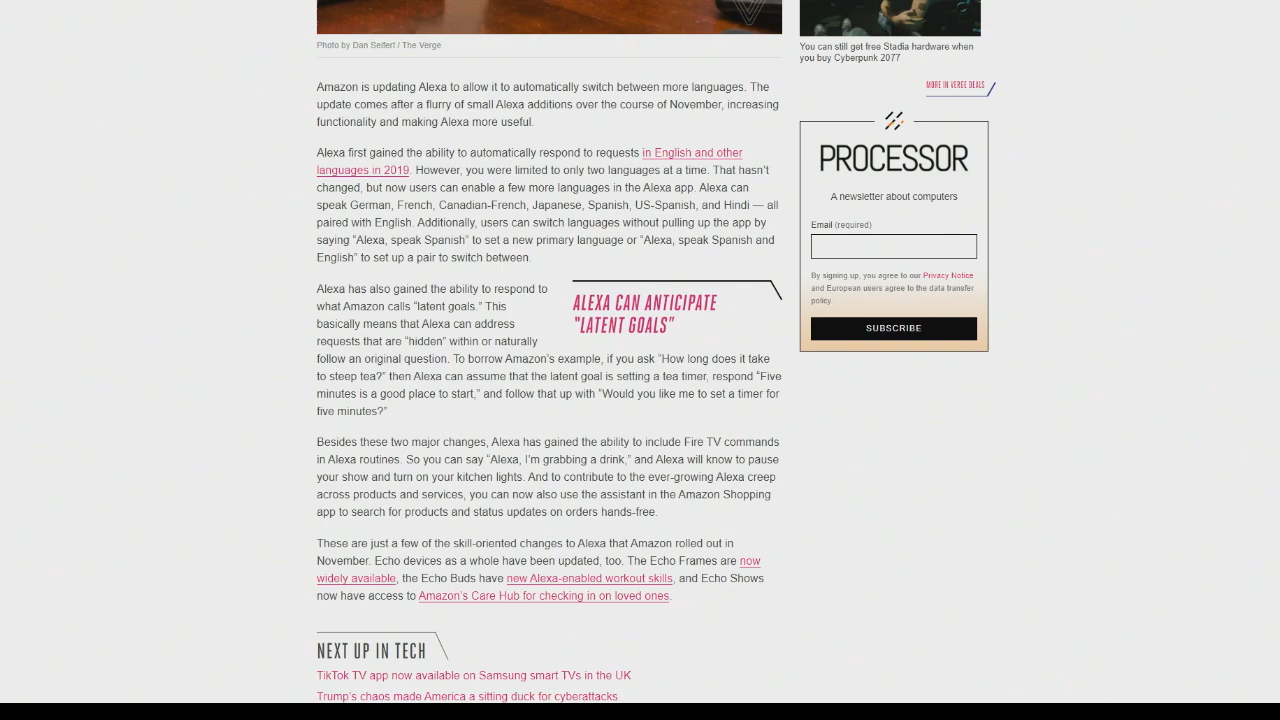 Photo by Dan Seifert / The Verge
Amazon is updating Alexa to allow it to automatically switch between more languages. The
update comes after a flurry of small Alexa additions over the course of November, increasing
functionality and making Alexa more useful.
Alexa first gained the ability to automatically respond to requests in English and other
languages in 2019. However, you were limited to only two languages at a time. That hasn’t
changed, but now users can enable a few more languages in the Alexa app. Alexa can
speak German, French, Canadian-French, Japanese, Spanish, US-Spanish, and Hindi — all
paired with English. Additionally, users can switch languages without pulling up the app by
saying “Alexa, speak Spanish” to set a new primary language or “Alexa, speak Spanish and
English” to set up a pair to switch between.
Alexa has also gained the ability to respond to
what Amazon calls “latent goals.” This
basically means that Alexa can address
requests that are “hidden” within or naturally
follow an original question. To borrow Amazon’s example, if you ask “How long does it take
to steep tea?” then Alexa can assume that the latent goal is setting a tea timer, respond “Five
minutes is a good place to start,” and follow that up with “Would you like me to set a timer for
five minutes?”
ALEXA CAN ANTICIPATE
“LATENT GOALS”
Besides these two major changes, Alexa has gained the ability to include Fire TV commands
in Alexa routines. So you can say “Alexa, I’m grabbing a drink,” and Alexa will know to pause
your show and turn on your kitchen lights. And to contribute to the ever-growing Alexa creep
across products and services, you can now also use the assistant in the Amazon Shopping
app to search for products and status updates on orders hands-free.
These are just a few of the skill-oriented changes to Alexa that Amazon rolled out in
November. Echo devices as a whole have been updated, too. The Echo Frames are now
widely available, the Echo Buds have new Alexa-enabled workout skills, and Echo Shows
now have access to Amazon’s Care Hub for checking in on loved ones.
NEXT UP IN TECH
TikTok TV app now available on Samsung smart TVs in the UK
Trump’s chaos made America a sitting duck for cyberattacks
You can still get free Stadia hardware when
you buy Cyberpunk 2077
MORE IN VERGE DEALS
PROCESSOR
A newsletter about computers
Email (required)
By signing up, you agree to our Privacy Notice
and European users agree to the data transfer
policy.
SUBSCRIBE